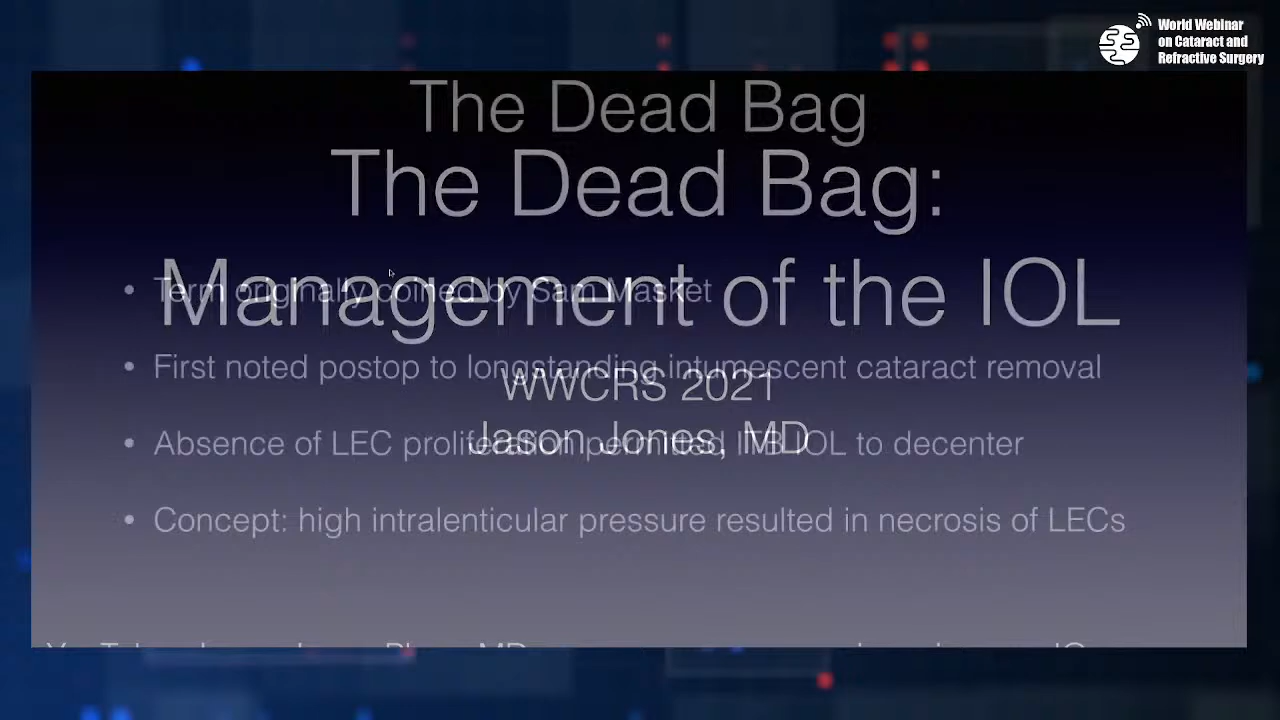 World Webinar
on Cataract and
Refractive Surgery
The Dead Bag
The Dead Bag:
Management of the IOL
• Term originally coined by Sam Masket
• First noted postop to longstanding intumescent cataract removal
WWCRS 2021
• Absence of LEC proliferation permitted ITB IOL to decenter
Jason Jones, MD
• Concept: high intralenticular pressure resulted in necrosis of LECs